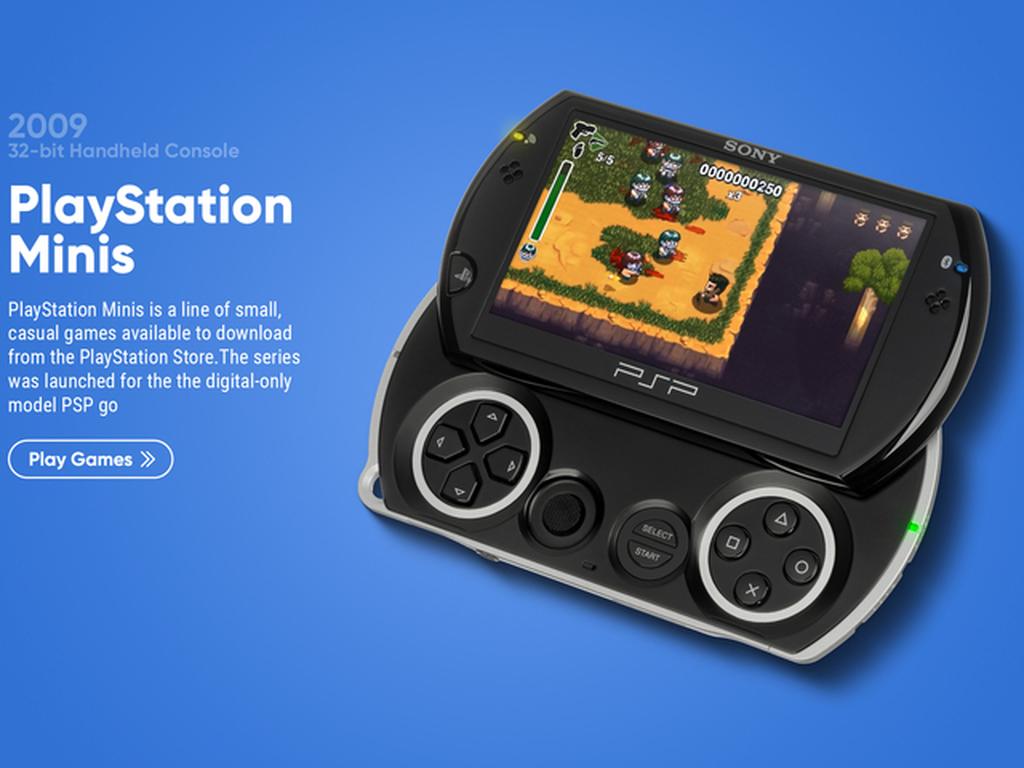 2009
32-bit Handheld Console
PlayStation
Minis
PlayStation Minis is a line of small,
casual games available to download
from the PlayStation Store.The series
was launched for the the digital-only
model PSP go
Play Games
SONY
5/5
0000000250
x3
PSP
SELECT
START